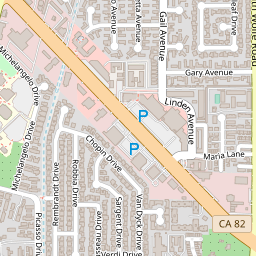 Gail Avenue
Gary Avenue
Linden Avenue
Maria Lane
Michelangelo Drive
Michelangelo Drive
P
P
Chopin Drive
Robbia Drive
Rembrandt Drive
Picasso Drive
Sargent Drive
Van Dyck Drive
Verdi Drive
CA 82